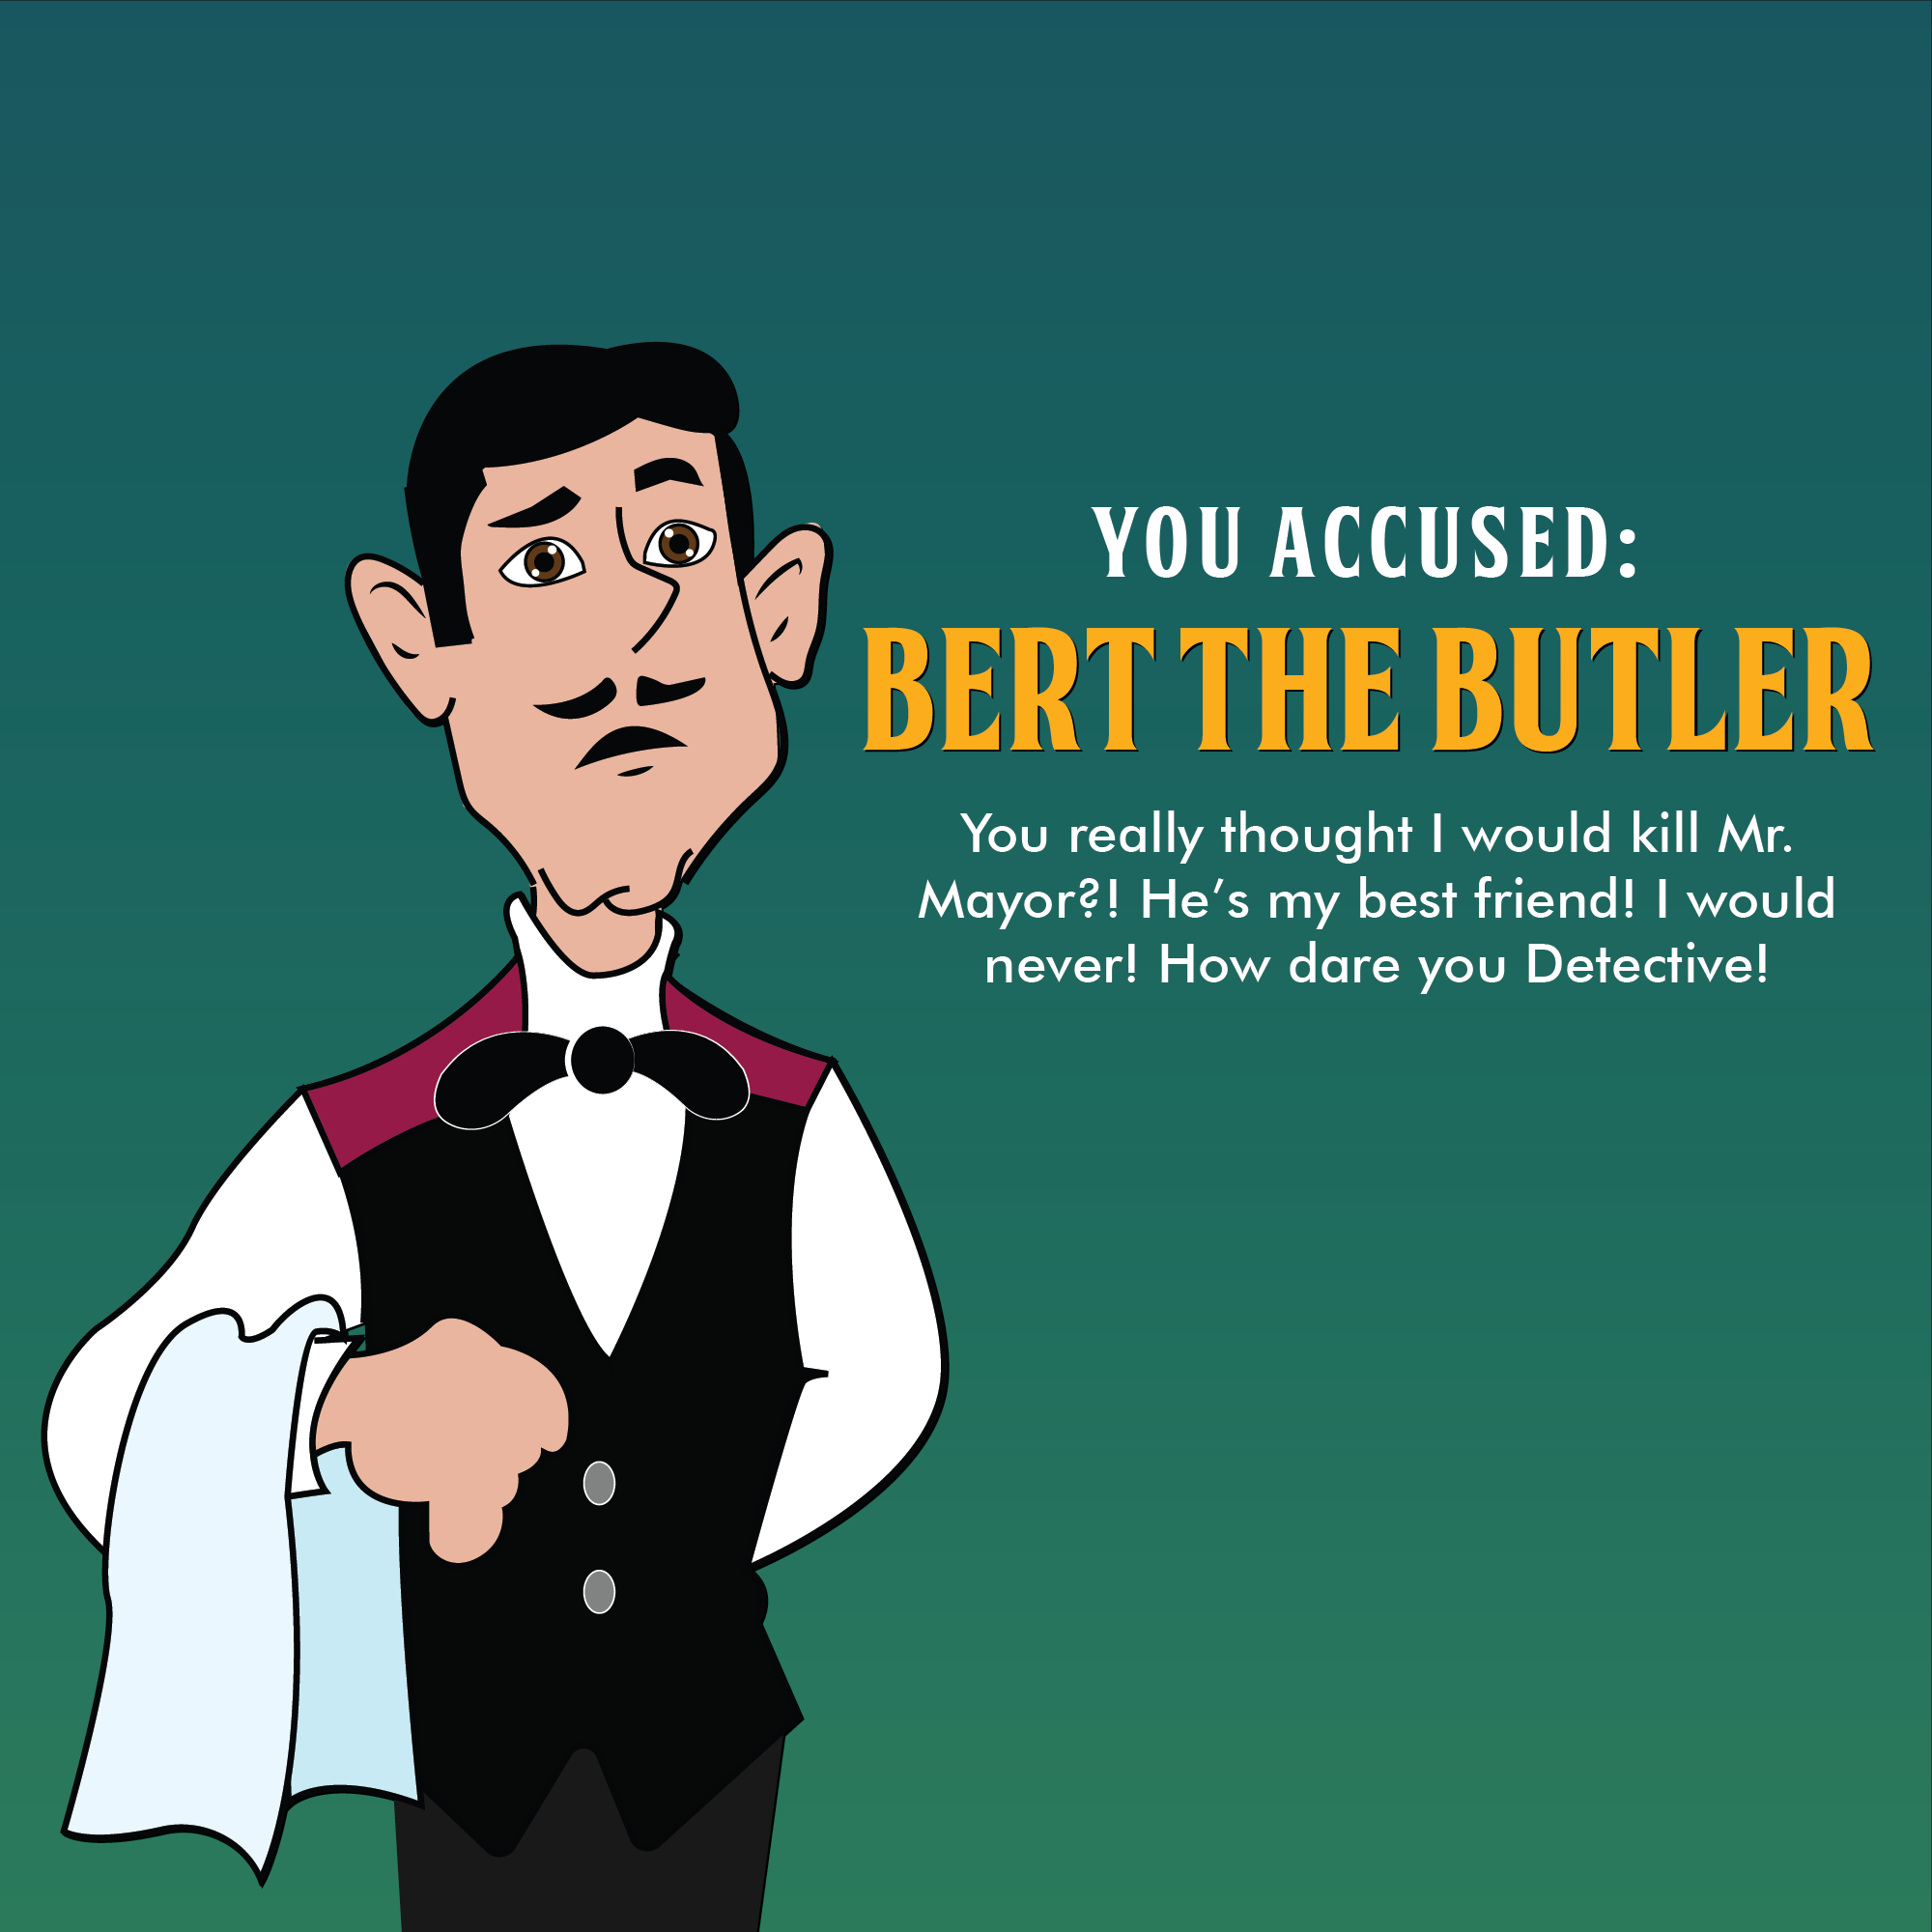 YOU ACCUSED:
BERT THE BUTLER
You really thought I would kill Mr.
Mayor?! He's my best friend! I would
never! How dare you Detective!